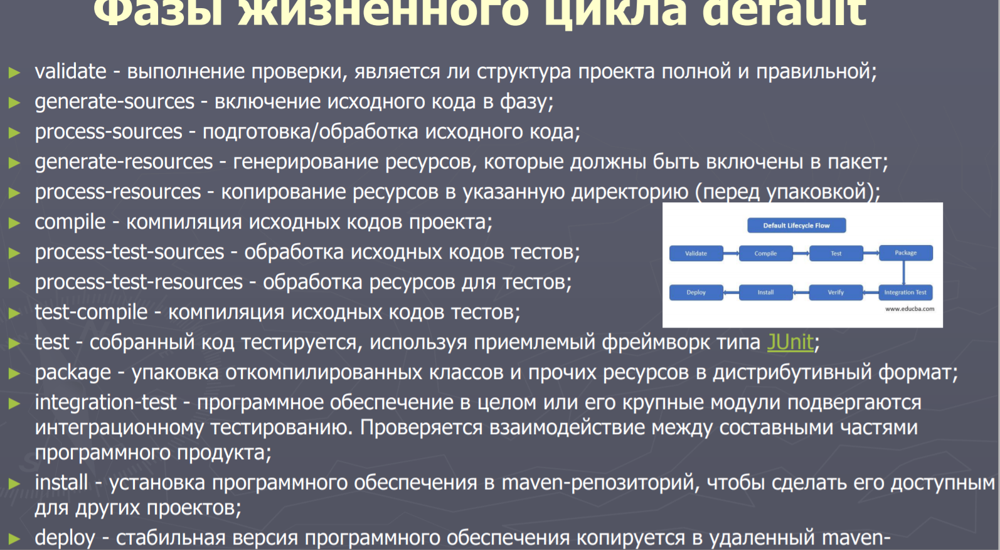 Фазы жизненного цикла default
validate - выполнение проверки, является ли структура проекта полной и правильной;
generate-sources - включение исходного кода в фазу;
process-sources - подготовка/обработка исходного кода;
generate-resources - генерирование ресурсов, которые должны быть включены в пакет;
process-resources - копирование ресурсов в указанную директорию (перед упаковкой);
compile - компиляция исходных кодов проекта;
process-test-sources - обработка исходных кодов тестов;
process-test-resources - обработка ресурсов для тестов;
test-compile - компиляция исходных кодов тестов;
Default Lifecycle Flow
Validate
Compile
Test
Package
Deploy
Install
Verify
Integration Test
www.educba.com
test - собранный код тестируется, используя приемлемый фреймворк типа JUnit;
package - упаковка откомпилированных классов и прочих ресурсов в дистрибутивный формат;
integration-test - программное обеспечение в целом или его крупные модули подвергаются
интеграционному тестированию. Проверяется взаимодействие между составными частями
программного продукта;
install - установка программного обеспечения в maven-репозиторий, чтобы сделать его доступным
для других проектов;
deploy - стабильная версия программного обеспечения копируется в удаленный maven-